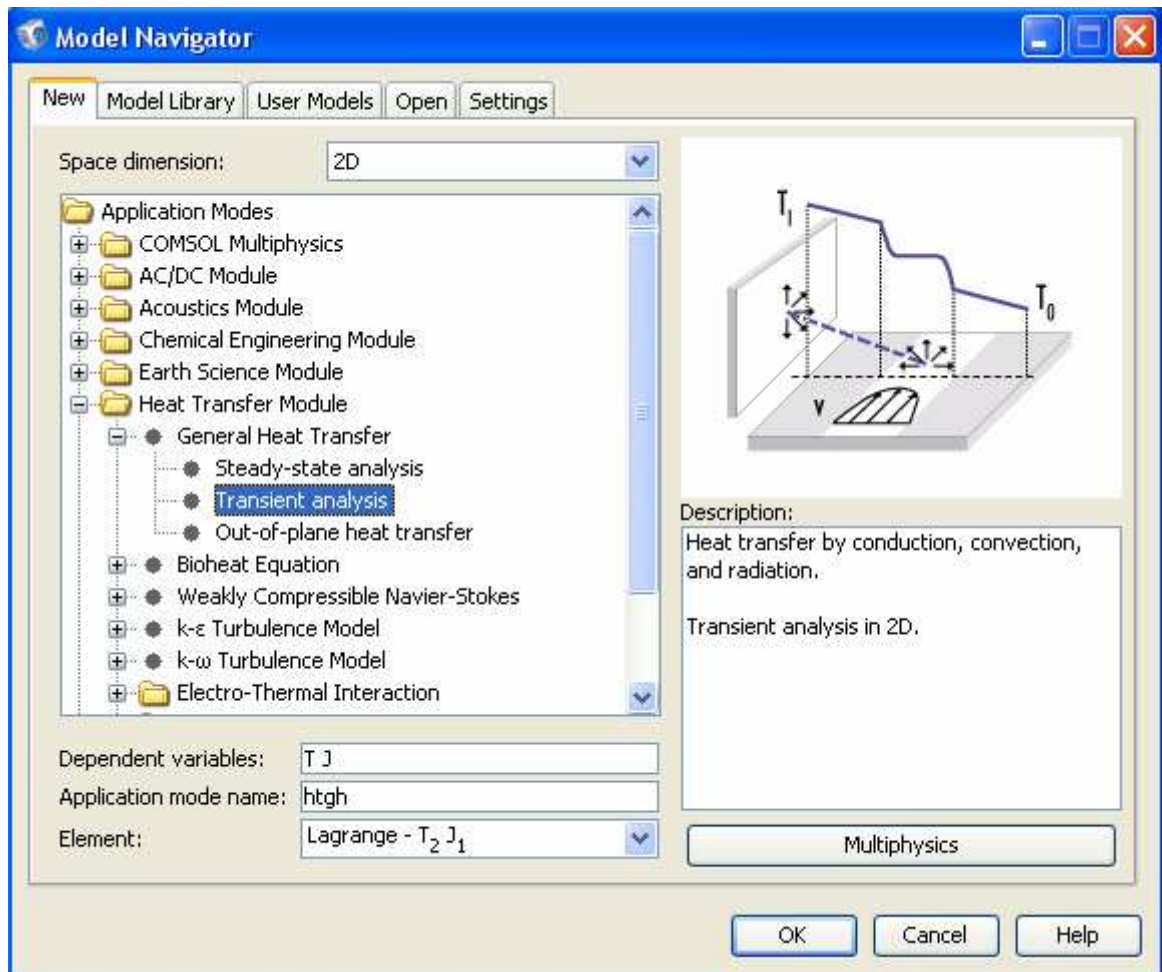 Model Navigator
New Model Library User Models Open Settings
Space dimension: 2D
Application Modes
COMSOL Multiphysics
AC/DC Module
Acoustics Module
Chemical Engineering Module
Earth Science Module
Heat Transfer Module
General Heat Transfer
Steady-state analysis
Transient analysis
Out-of-plane heat transfer
Bioheat Equation
Weakly Compressible Navier-Stokes
k-ε Turbulence Model
k-ω Turbulence Model
Electro-Thermal Interaction
Dependent variables: T J
Application mode name: htgh
Element: Lagrange - T₂ J₁
T₁
T₀
v
Description:
Heat transfer by conduction, convection,
and radiation.
Transient analysis in 2D.
Multiphysics
OK Cancel Help